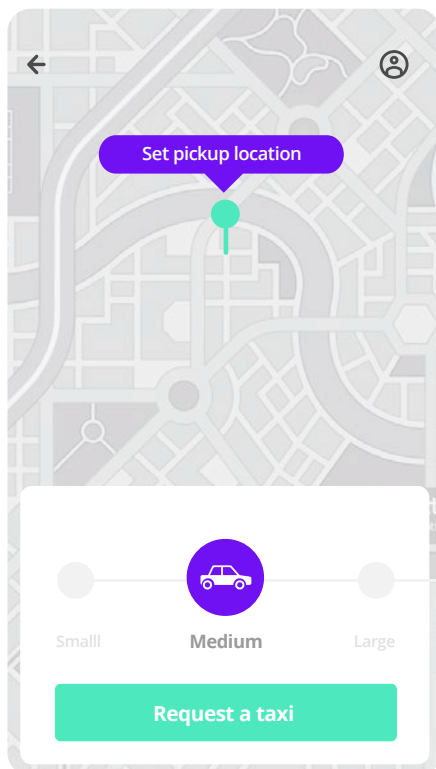 Set pickup location
Smalll
Medium
Large
Request a taxi